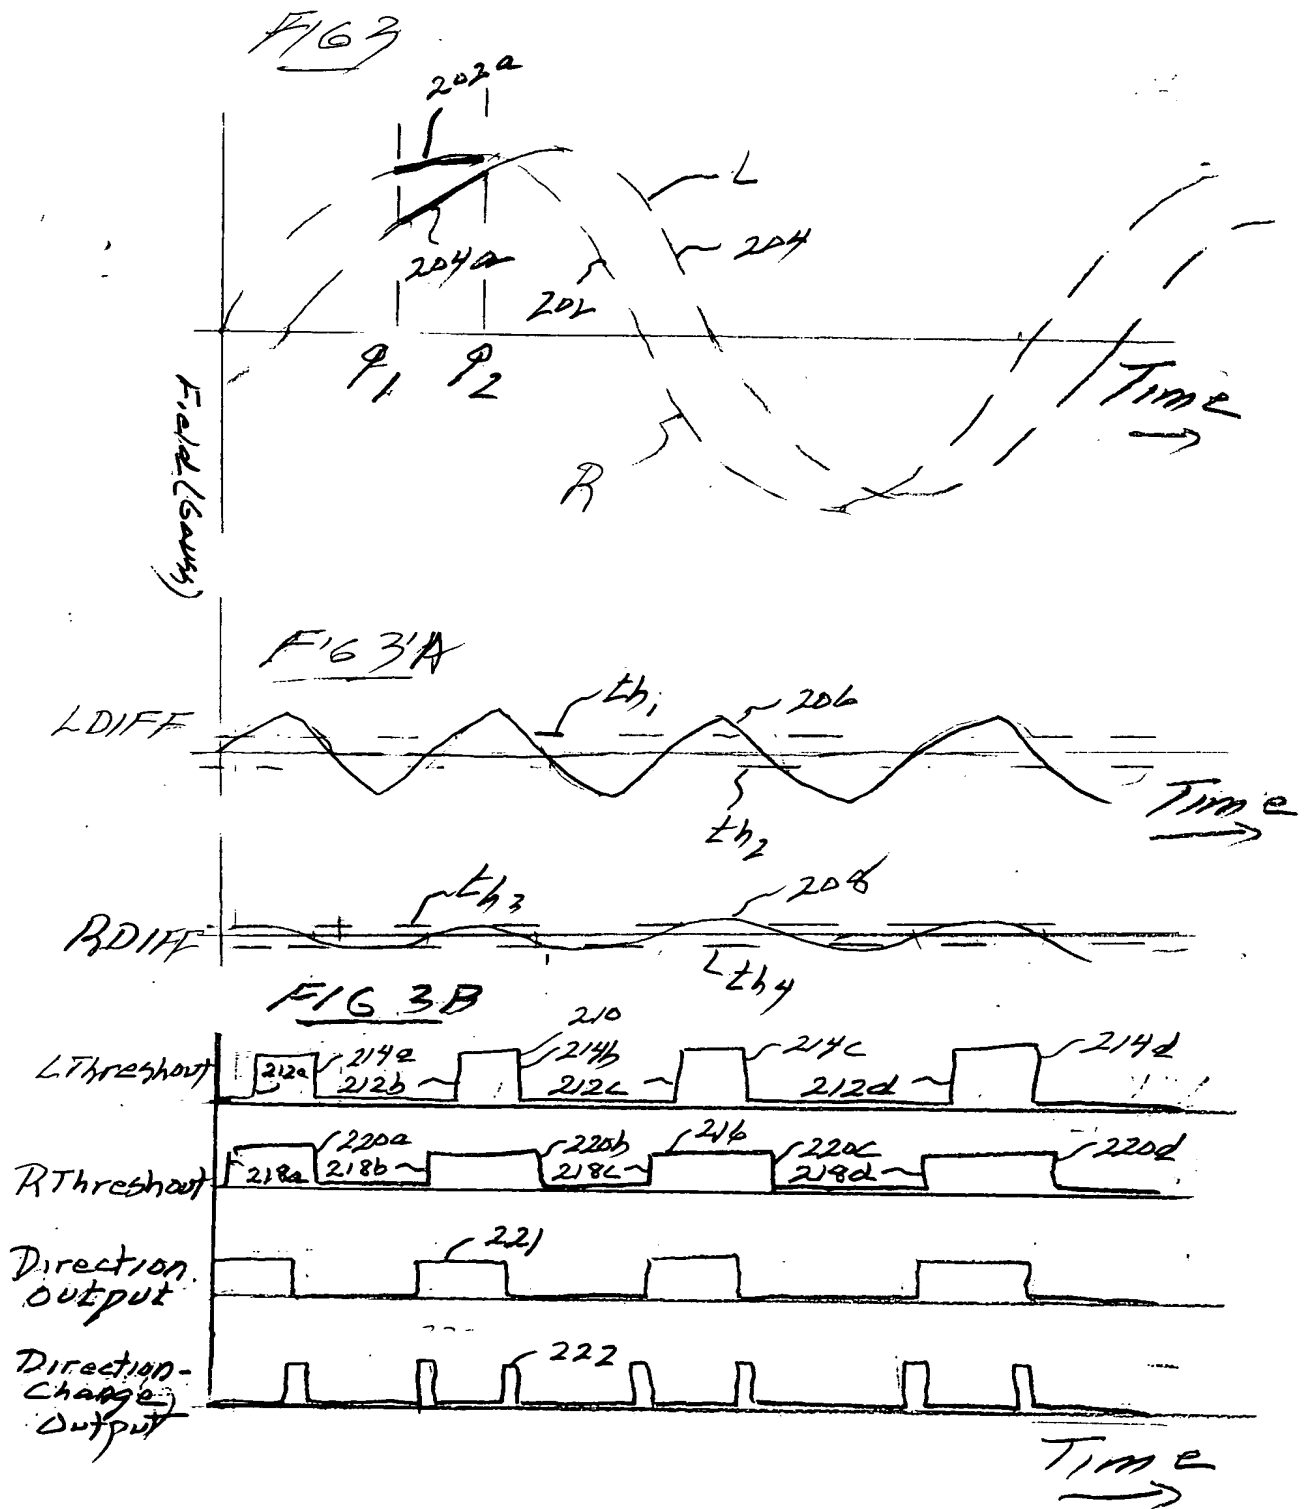 FIG 3
202a
L
204
204a
202
φ1 φ2
Time
R
Field (Gauss)
FIG 3A
LDIFF
th1
206
Time
th2
th3
208
RDIFF
th4
FIG 3B
210
LThreshout
212a
214a
212b
214b
212c
214c
212d
214d
RThreshout
218a
220a
218b
220b
218c
216
220c
218d
220d
Direction
Output
221
Direction-
Change
Output
222
Time